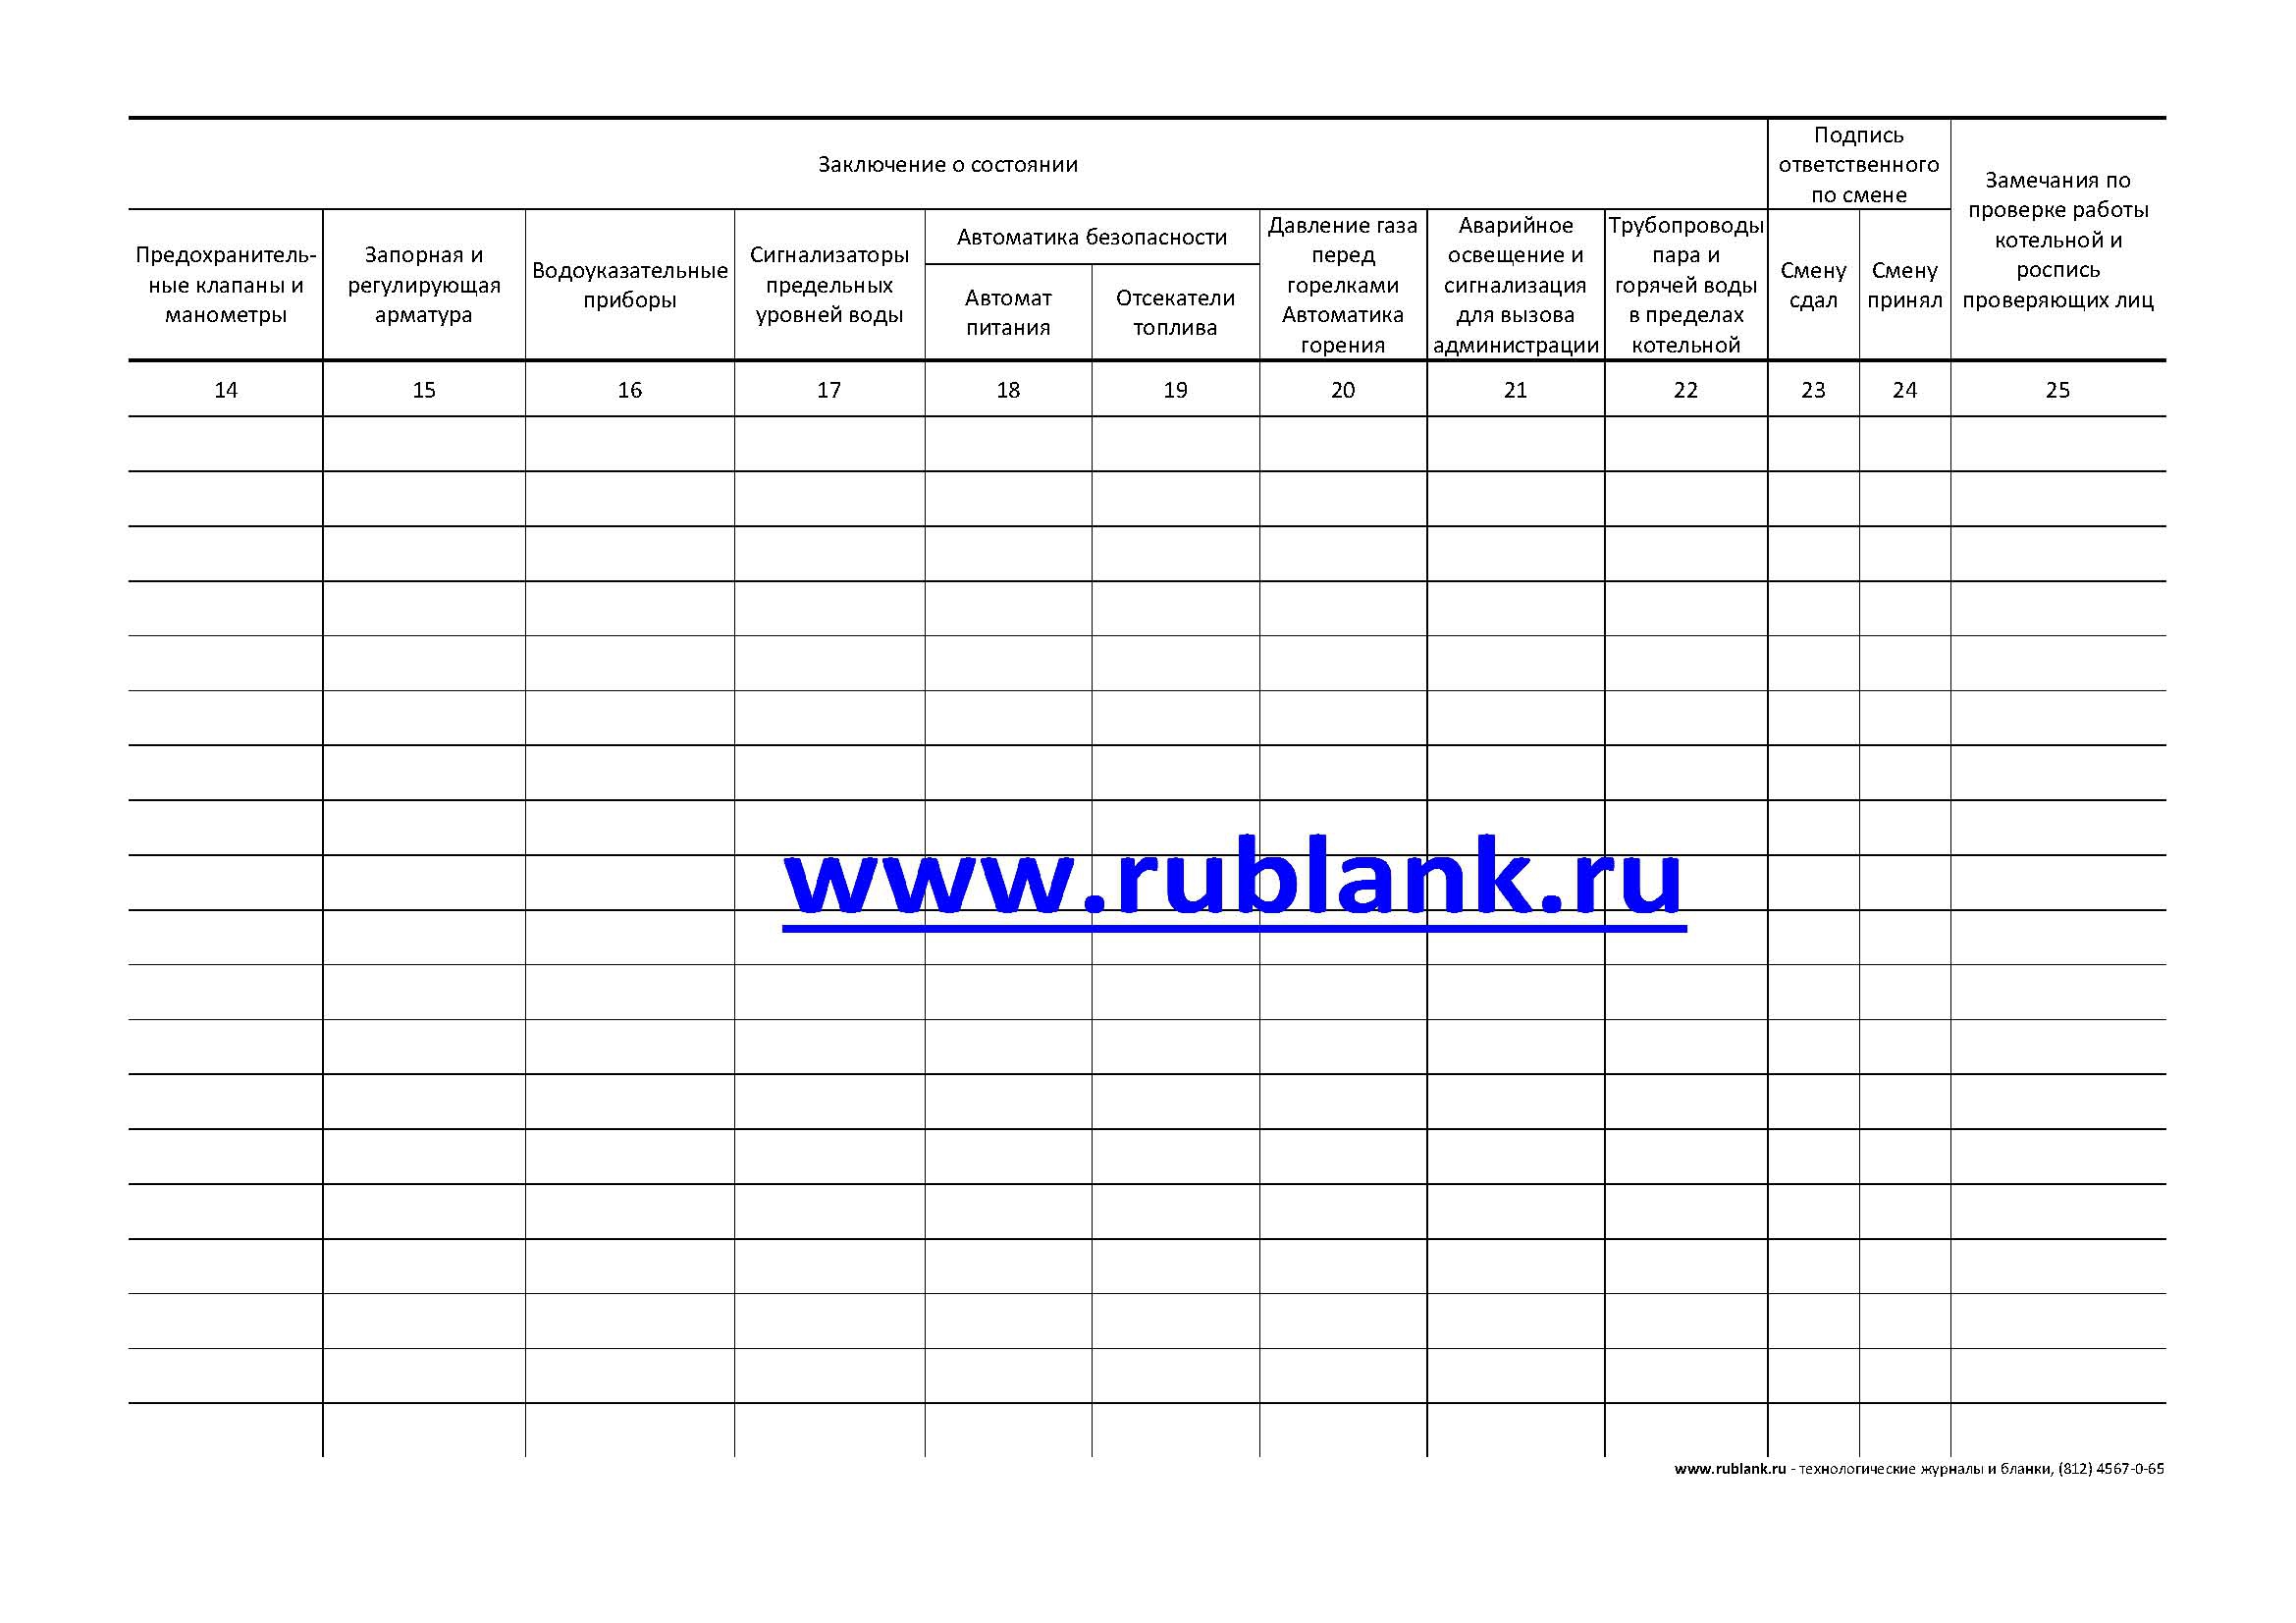 Заключение о состоянии
Подпись
ответственного
по смене
Замечания по
проверке работы
котельной и
роспись
проверяющих лиц
Предохранитель-
ные клапаны и
манометры
Запорная и
регулирующая
арматура
Водоуказательные
приборы
Сигнализаторы
предельных
уровней воды
Автоматика безопасности
Автомат
питания
Отсекатели
топлива
Давление газа
перед
горелками
Автоматика
горения
Аварийное
освещение и
сигнализация
для вызова
администрации
Трубопроводы
пара и
горячей воды
в пределах
котельной
Смену
сдал
Смену
принял
14 15 16 17 18 19 20 21 22 23 24 25
www.rublank.ru
www.rublank.ru - технологические журналы и бланки, (812) 4567-0-65